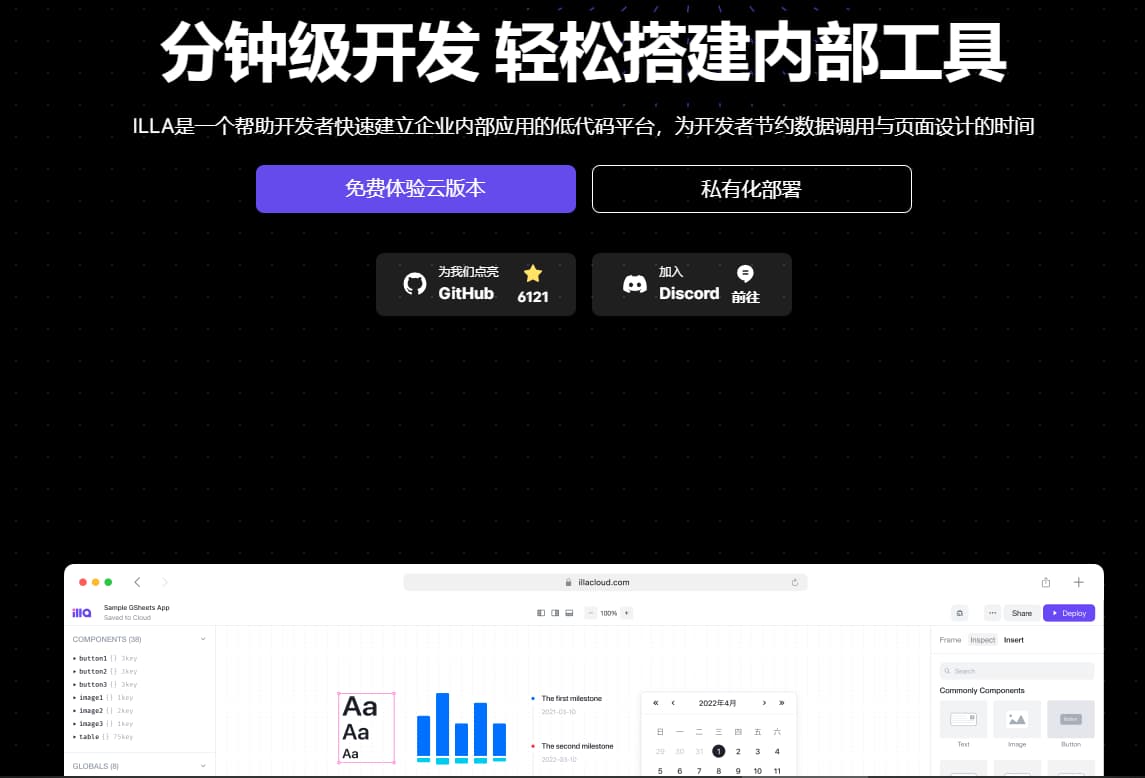 分钟级开发 轻松搭建内部工具
ILLA是一个帮助开发者快速建立企业内部应用的低代码平台，为开发者节约数据调用与页面设计的时间
免费体验云版本
私有化部署
为我们点亮
GitHub
6121
加入
Discord
前往
illacloud.com
illa
Sample GSheets App
Saved to Cloud
100%
Share
Deploy
COMPONENTS (38)
button1 {} 3key
button2 {} 3key
button3 {} 3key
image1 {} 1key
image2 {} 2key
image3 {} 1key
table {} 75key
GLOBALS (8)
Aa
Aa
Aa
The first milestone
2021-03-10
The second milestone
2022-03-10
« ‹ 2022年4月 › »
日 一 二 三 四 五 六
29 30 31 1 2 3 4
5 6 7 8 9 10 11
Frame Inspect Insert
Search
Commonly Components
Button
Text Image Button